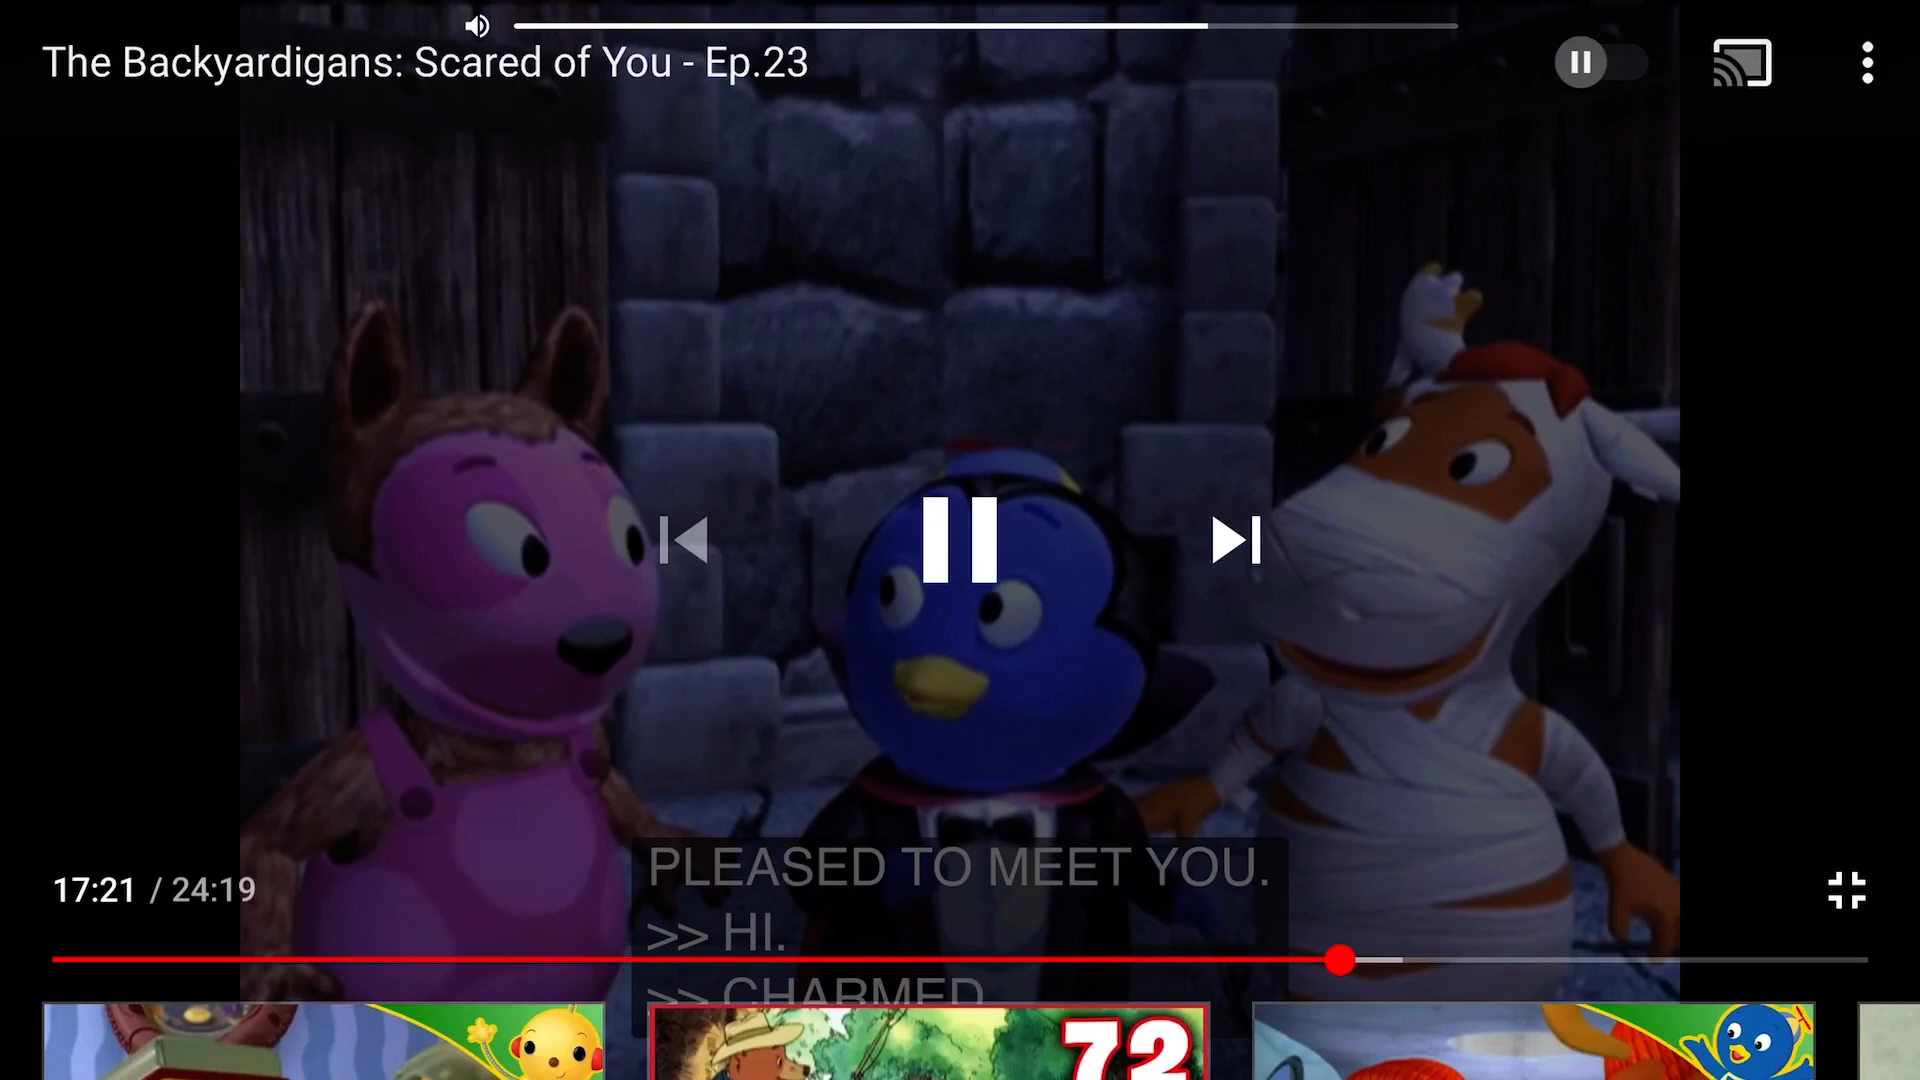 The Backyardigans: Scared of You - Ep.23
PLEASED TO MEET YOU.
17:21 / 24:19
>> HI.
>> CHARMED
72